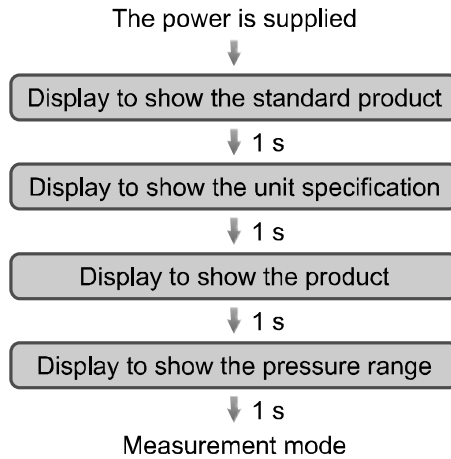 The power is supplied
Display to show the standard product
1 s
Display to show the unit specification
1 s
Display to show the product
1 s
Display to show the pressure range
1 s
Measurement mode